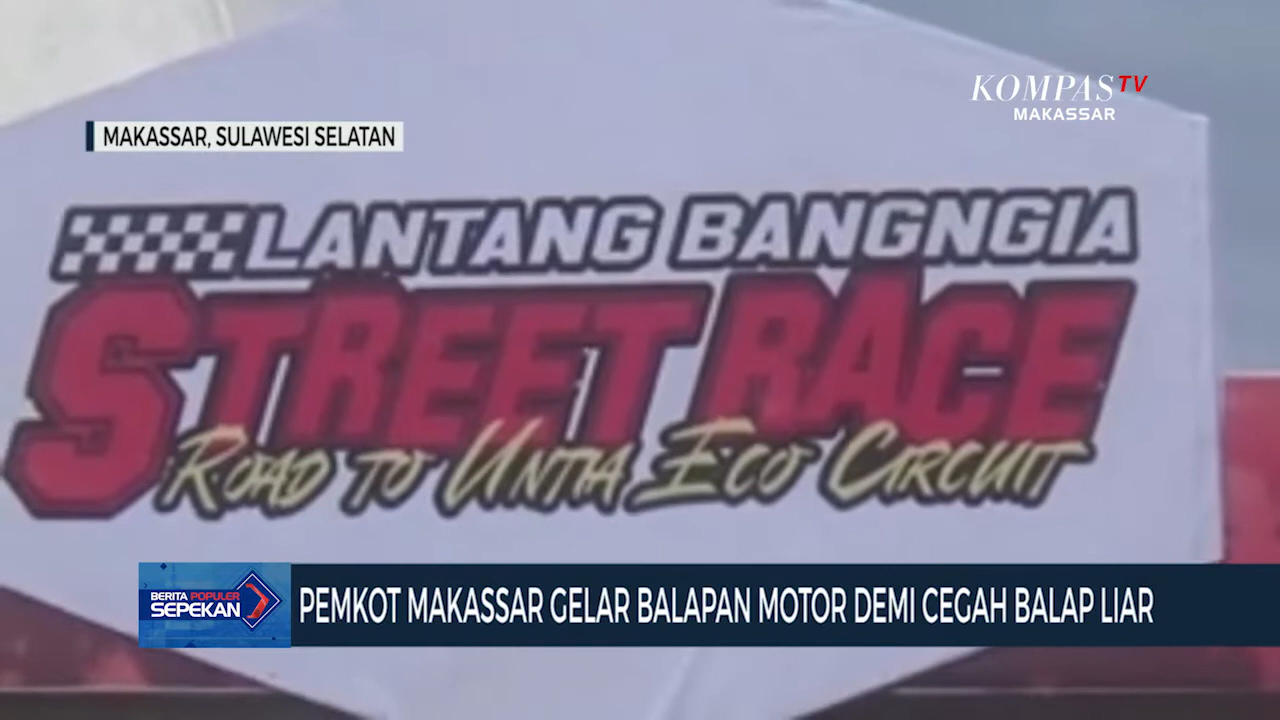 KOMPAS TV
MAKASSAR
MAKASSAR, SULAWESI SELATAN
LANTANG BANGNGIA
STREET RACE
ROAD TO UNTIA ECO CIRCUIT
BERITA POPULER
SEPEKAN
PEMKOT MAKASSAR GELAR BALAPAN MOTOR DEMI CEGAH BALAP LIAR